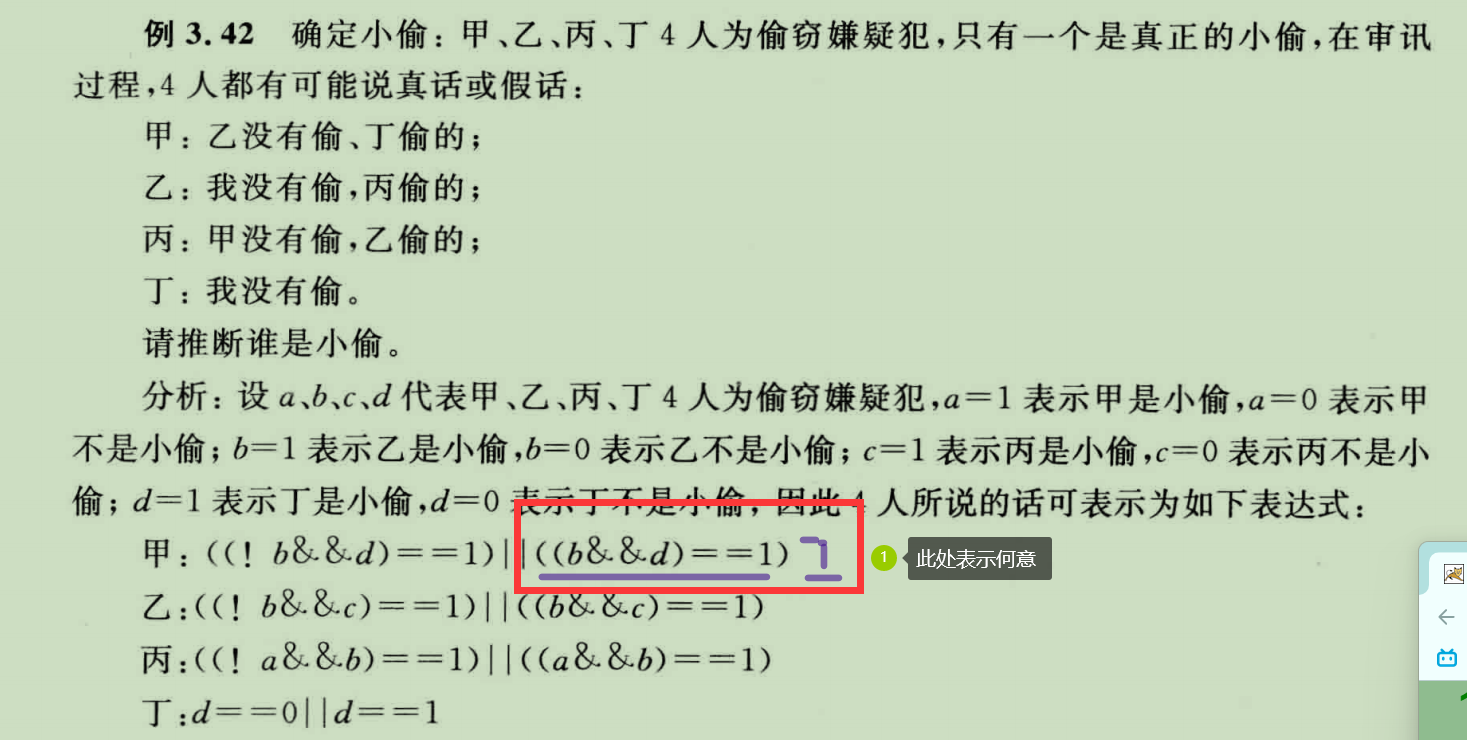 例 3.42 确定小偷:甲、乙、丙、丁 4 人为偷窃嫌疑犯,只有一个是真正的小偷,在审讯
过程,4 人都有可能说真话或假话:
甲:乙没有偷、丁偷的;
乙:我没有偷,丙偷的;
丙:甲没有偷,乙偷的;
丁:我没有偷。
请推断谁是小偷。
分析:设 a、b、c、d 代表甲、乙、丙、丁 4 人为偷窃嫌疑犯,a=1 表示甲是小偷,a=0 表示甲
不是小偷;b=1 表示乙是小偷,b=0 表示乙不是小偷;c=1 表示丙是小偷,c=0 表示丙不是小
偷;d=1 表示丁是小偷,d=0 表示丁不是小偷,因此 4 人所说的话可表示为如下表达式:
甲:((! b&&d)==1)||((b&&d)==1) 1 此处表示何意
乙:((! b&&c)==1)||((b&&c)==1)
丙:((! a&&b)==1)||((a&&b)==1)
丁:d==0||d==1